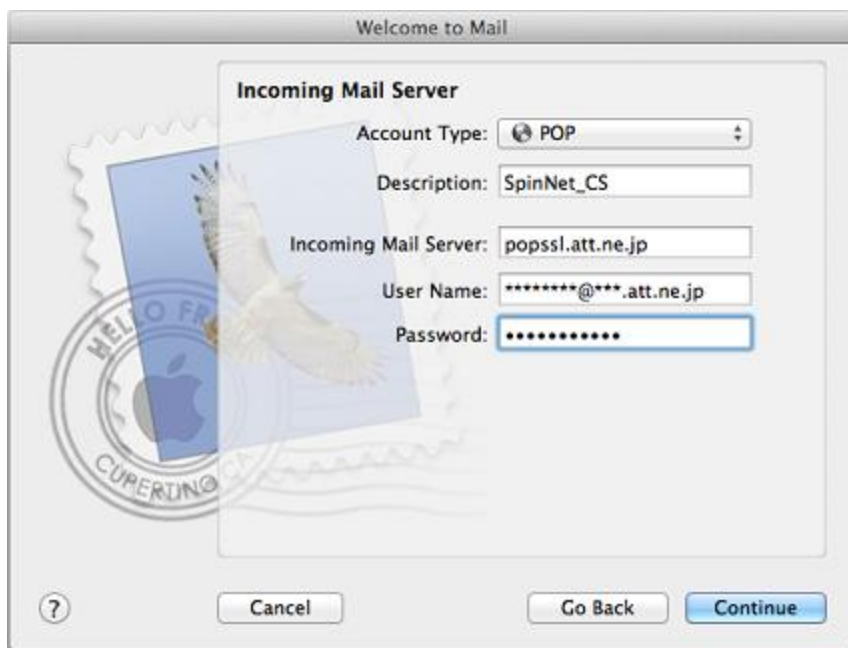 Welcome to Mail
Incoming Mail Server
Account Type: POP
Description: SpinNet_CS
Incoming Mail Server: popssl.att.ne.jp
User Name: ********@***.att.ne.jp
Password: •••••••••••
HELLO FR
CUPERTINO CA
? Cancel Go Back Continue